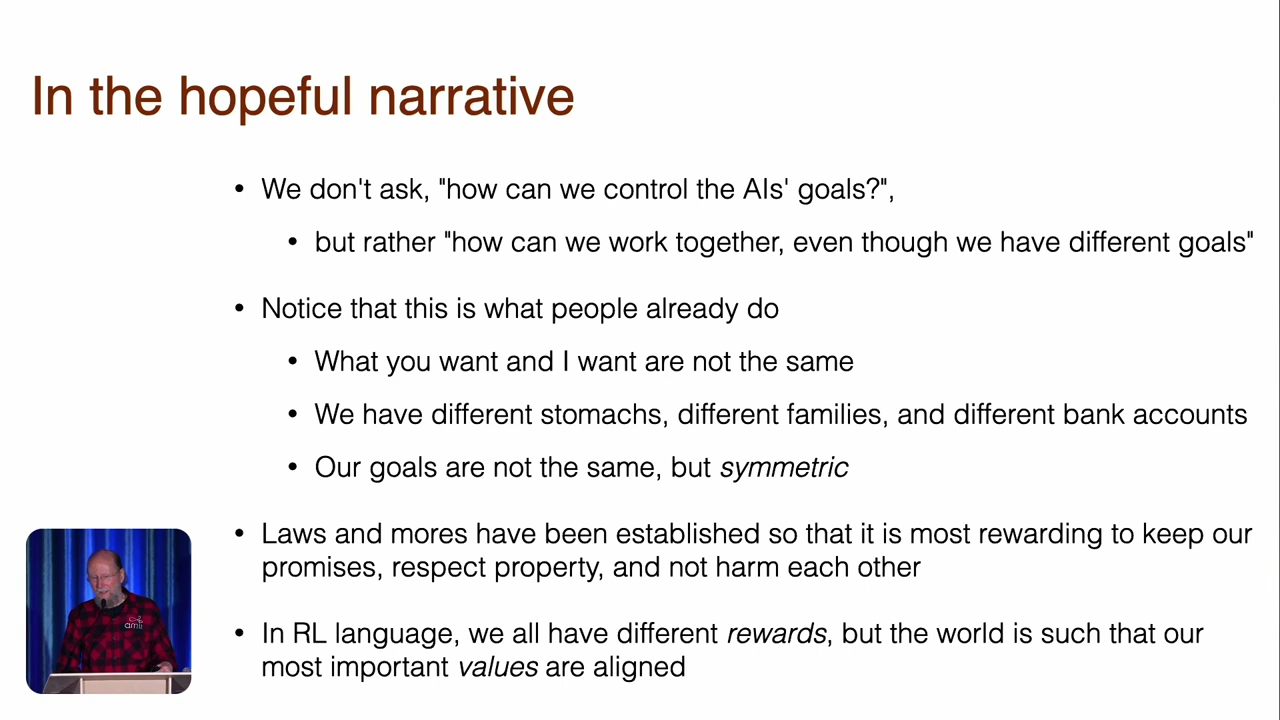 In the hopeful narrative
• We don't ask, "how can we control the AIs' goals?",
• but rather "how can we work together, even though we have different goals"
• Notice that this is what people already do
• What you want and I want are not the same
• We have different stomachs, different families, and different bank accounts
• Our goals are not the same, but symmetric
• Laws and mores have been established so that it is most rewarding to keep our
promises, respect property, and not harm each other
• In RL language, we all have different rewards, but the world is such that our
most important values are aligned
amii